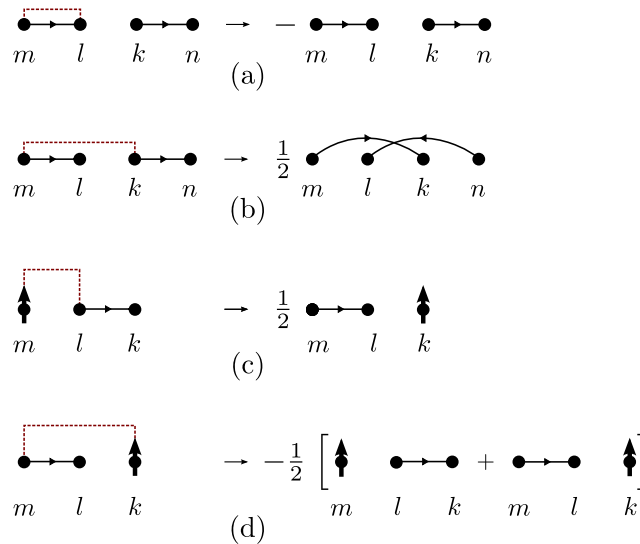 −
m l k n m l k n
(a)
1/2
m l k n m l k n
(b)
1/2
m l k m l k
(c)
−1/2 [ + ]
m l k m l k m l k
(d)